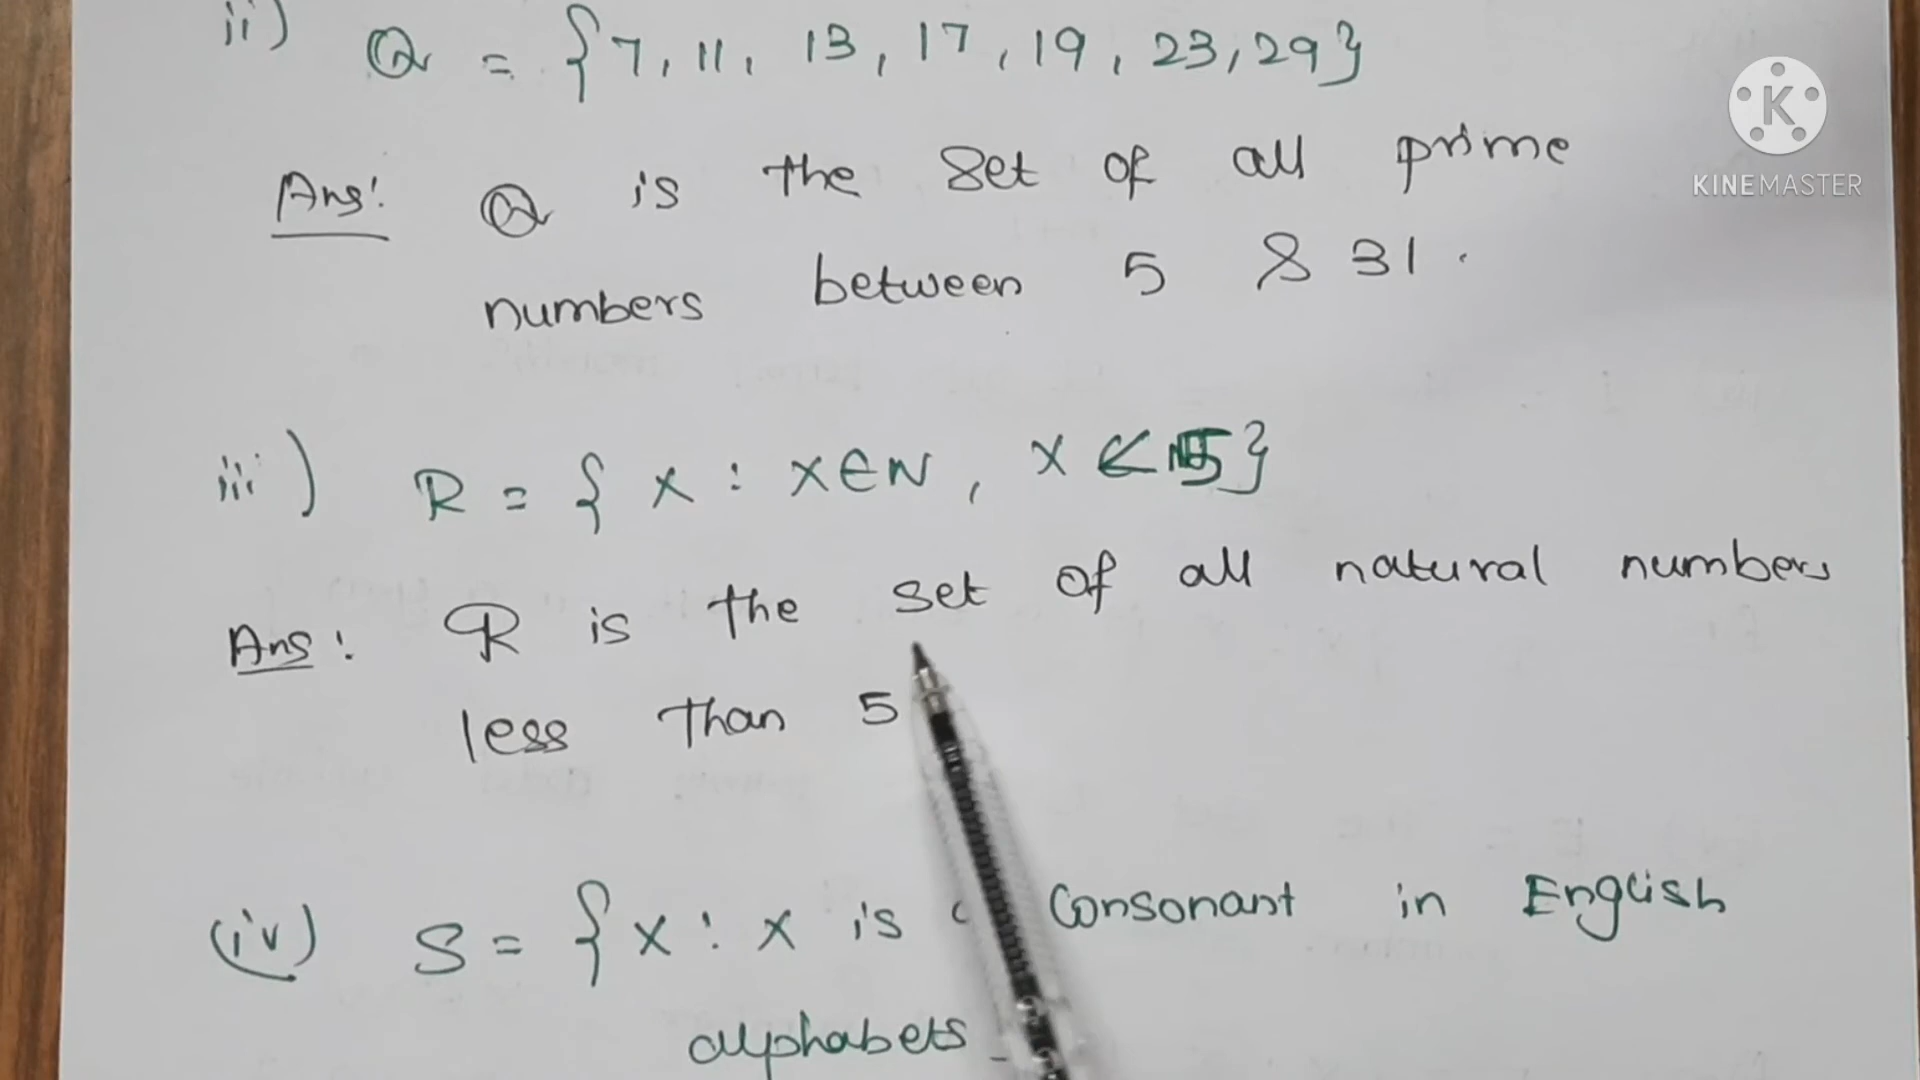 ii) Q = {7, 11, 13, 17, 19, 23, 29}
K
KINEMASTER
Ans: Q is the set of all prime
numbers between 5 & 31.
iii) R = { x : x ∈ N, x < 5}
Ans: R is the set of all natural numbers
less than 5
(iv) S = { x : x is consonant in English
alphabets